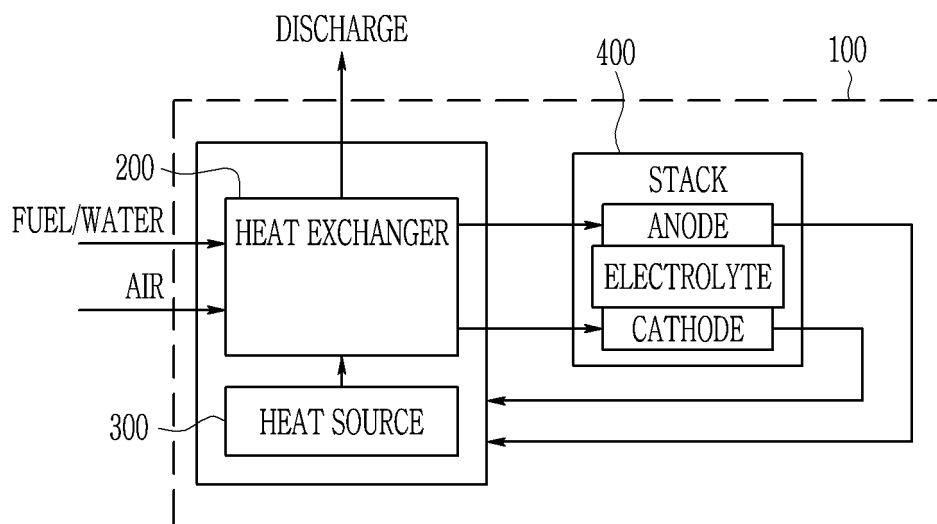 DISCHARGE
400
100
200
STACK
FUEL/WATER
HEAT EXCHANGER
ANODE
ELECTROLYTE
AIR
CATHODE
300
HEAT SOURCE